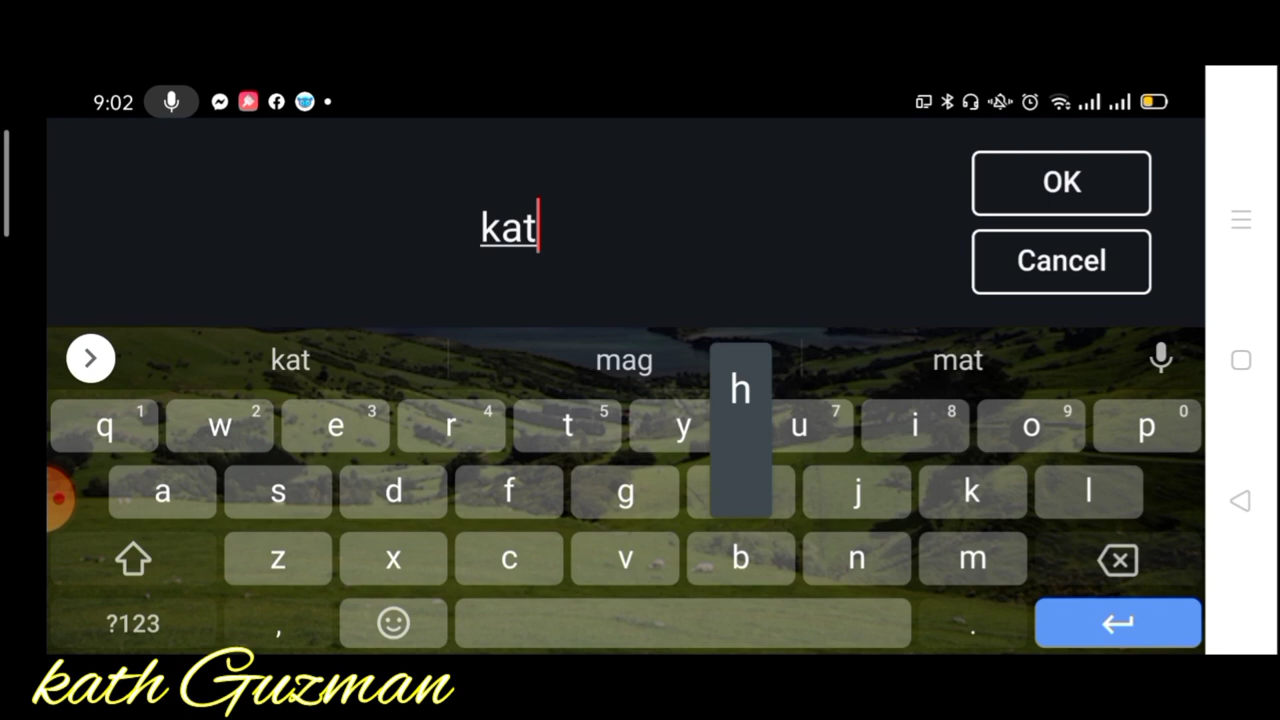 9:02
kat
OK
Cancel
kat mag mat
q 1 w 2 e 3 r 4 t 5 y h u 7 i 8 o 9 p 0
a s d f g j k l
z x c v b n m
?123 , .
kath Guzman